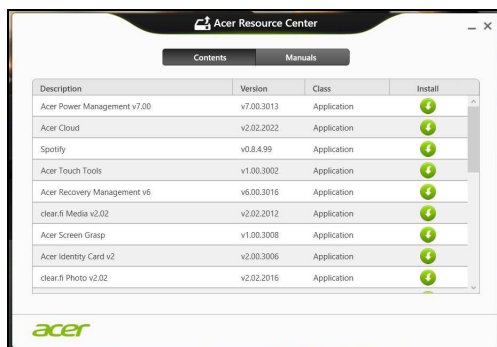 Acer Resource Center
Contents Manuals
Description Version Class Install
Acer Power Management v7.00 v7.00.3013 Application
Acer Cloud v2.02.2022 Application
Spotify v0.8.4.99 Application
Acer Touch Tools v1.00.3002 Application
Acer Recovery Management v6 v6.00.3016 Application
clear.fi Media v2.02 v2.02.2012 Application
Acer Screen Grasp v1.00.3008 Application
Acer Identity Card v2 v2.00.3006 Application
clear.fi Photo v2.02 v2.02.2016 Application
acer